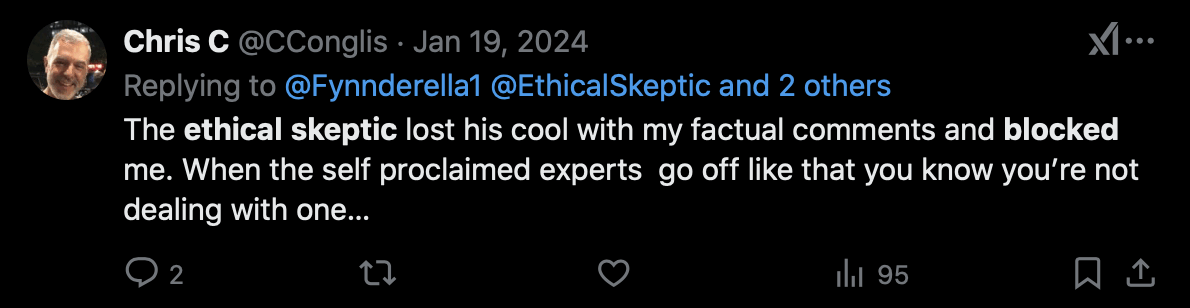 Chris C @CConglis · Jan 19, 2024
Replying to @Fynnderella1 @EthicalSkeptic and 2 others
The ethical skeptic lost his cool with my factual comments and blocked
me. When the self proclaimed experts  go off like that you know you’re not
dealing with one...
2 95